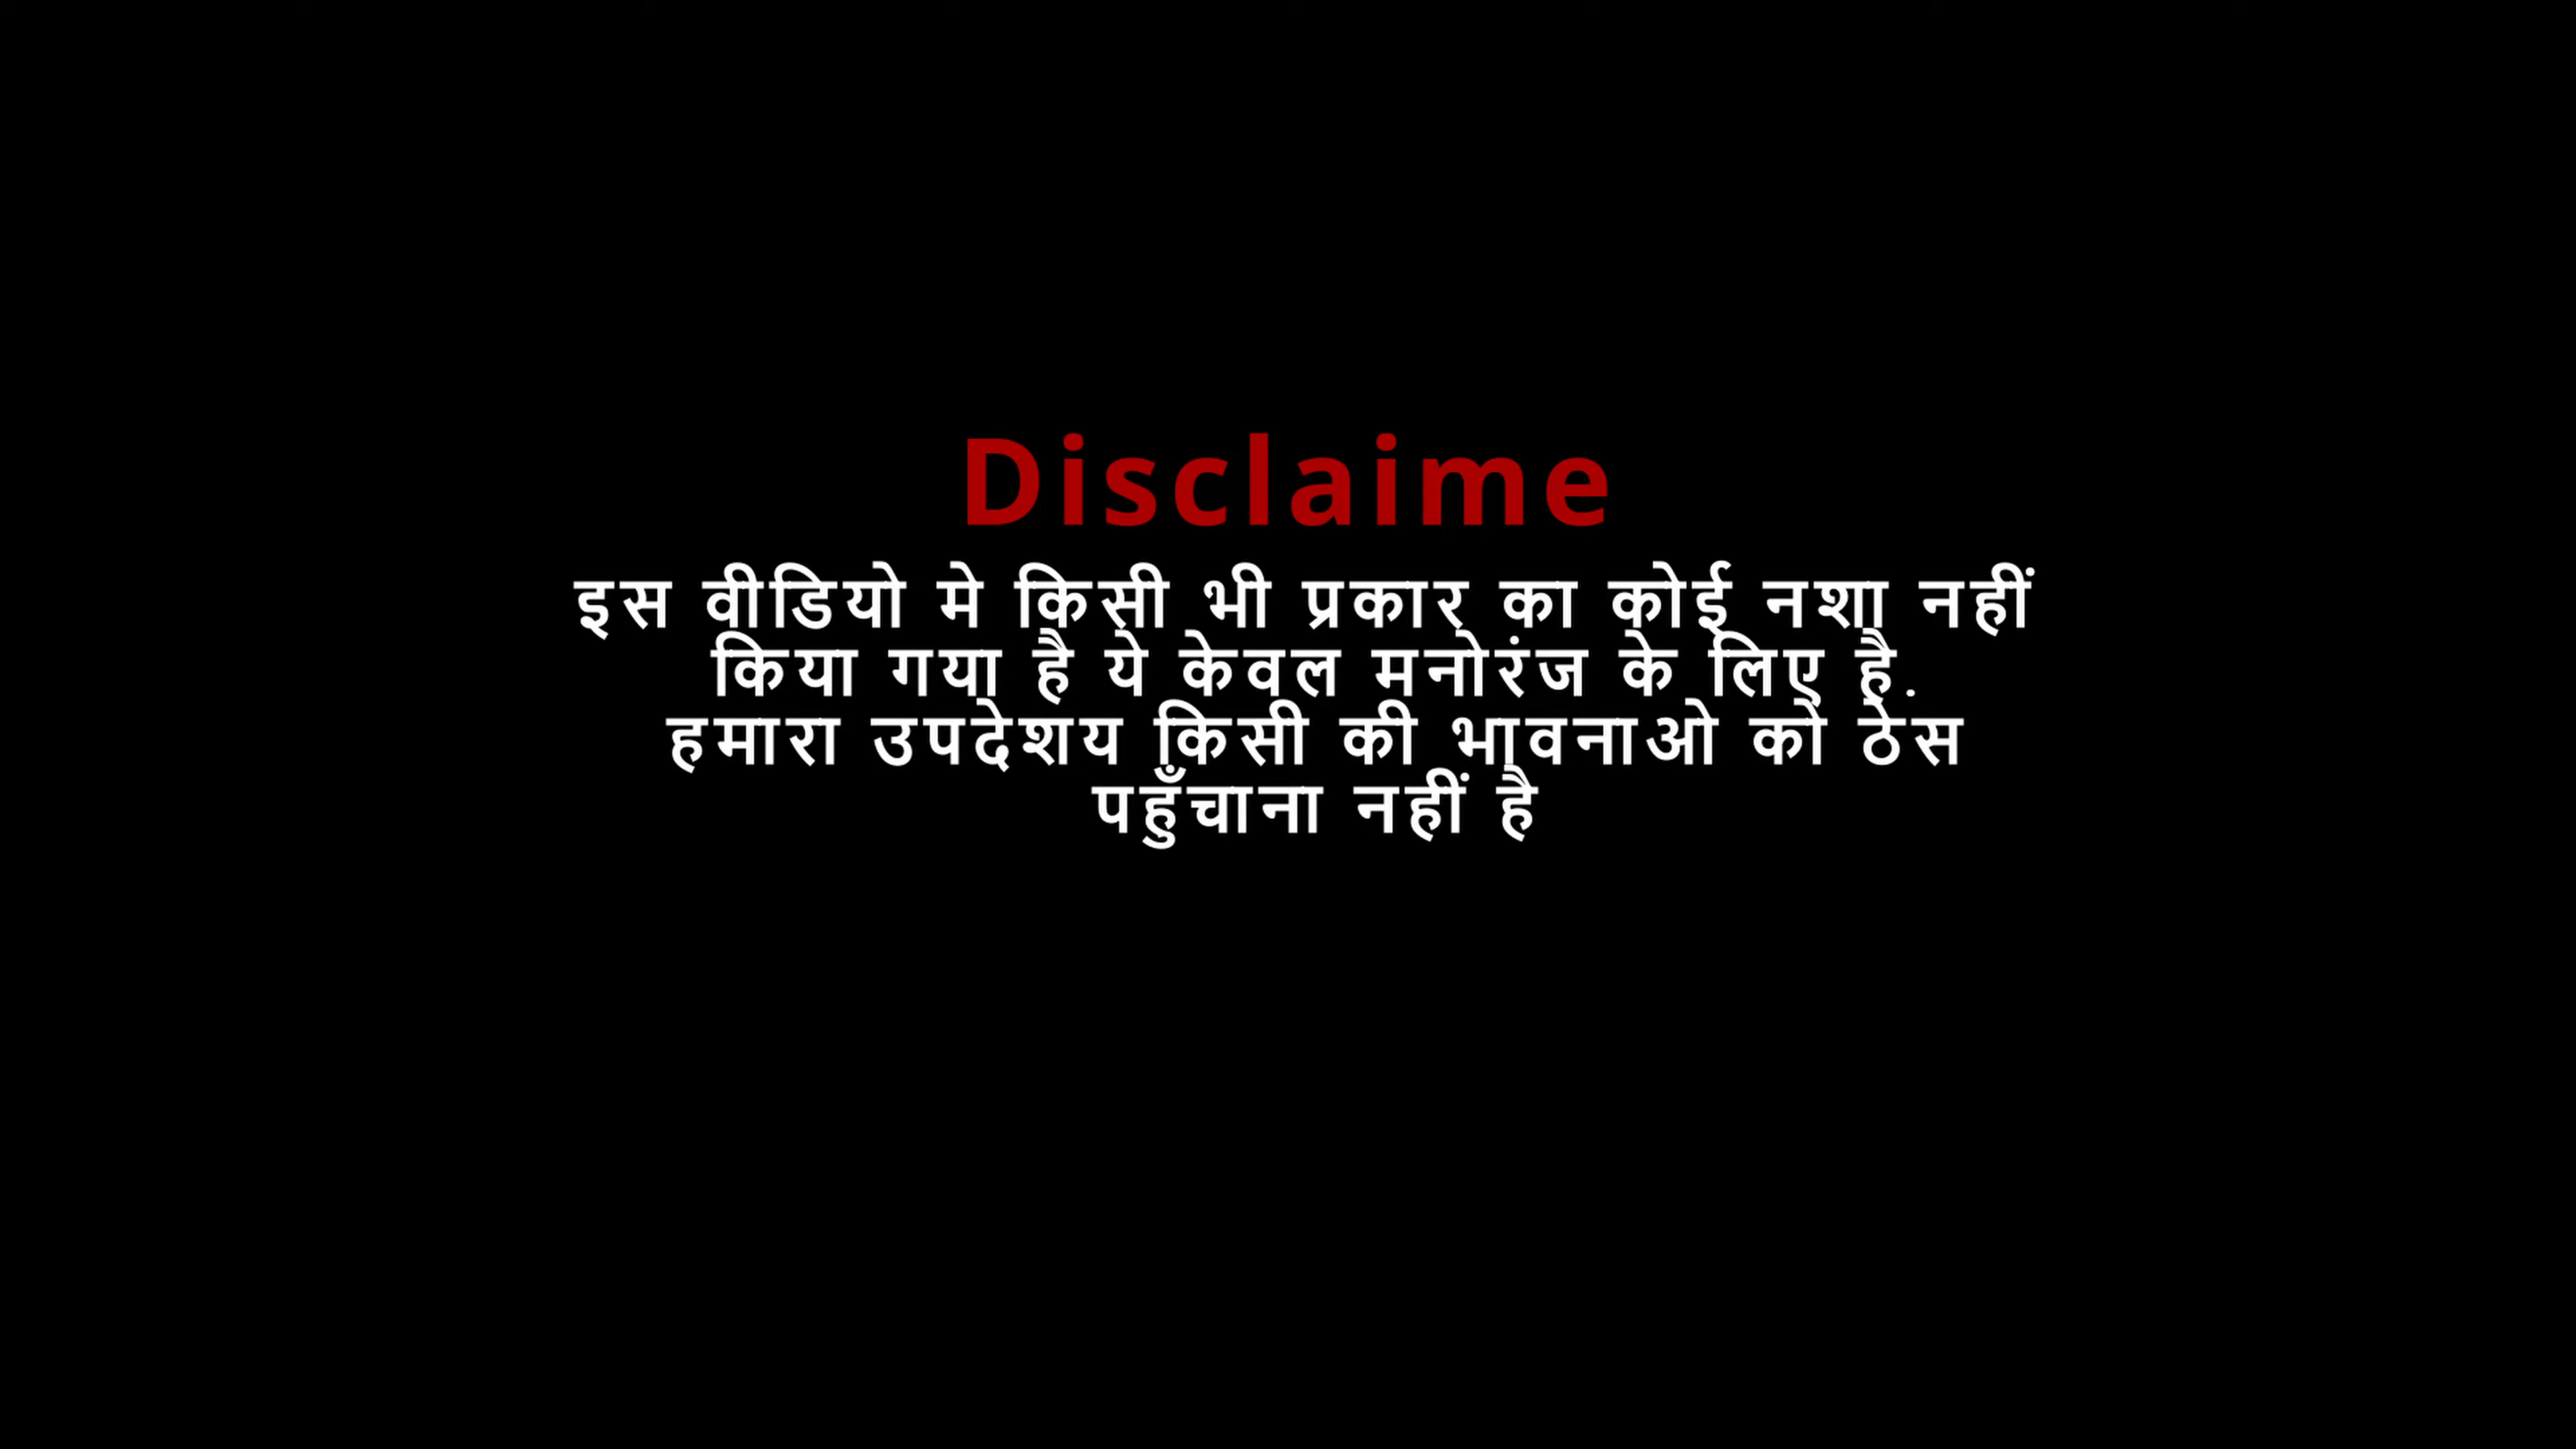 Disclaime
इस वीडियो मे किसी भी प्रकार का कोई नशा नहीं
किया गया है ये केवल मनोरंज के लिए है.
हमारा उपदेशय किसी की भावनाओ को ठेस
पहुँचाना नहीं है